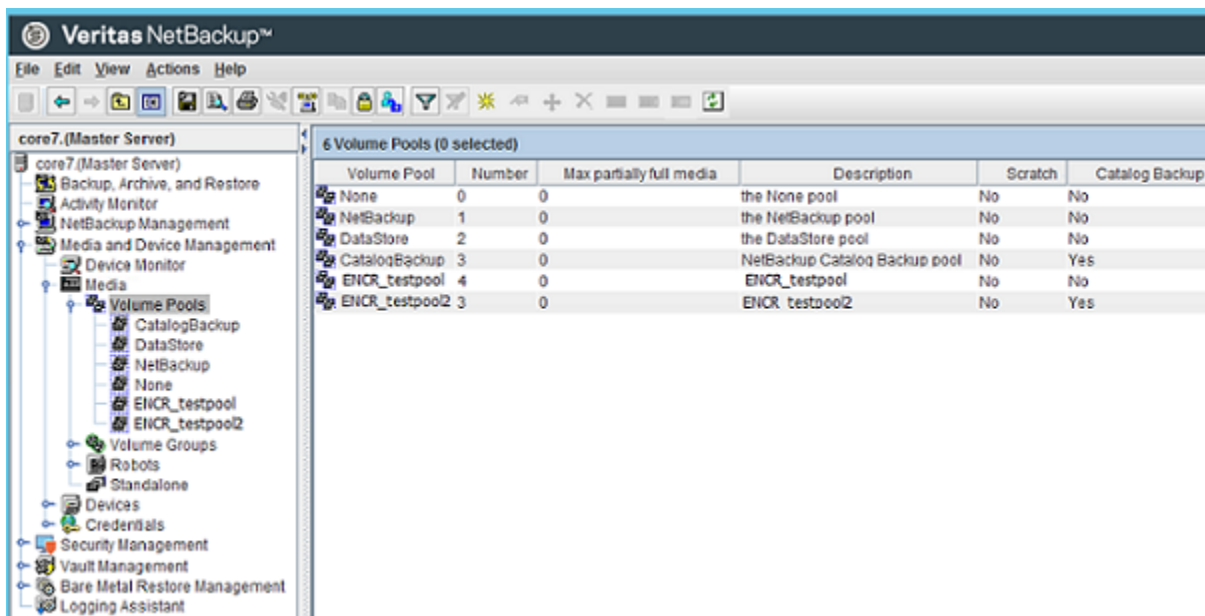 Veritas NetBackup™
File Edit View Actions Help
core7.(Master Server)
core7.(Master Server)
Backup, Archive, and Restore
Activity Monitor
NetBackup Management
Media and Device Management
Device Monitor
Media
Volume Pools
CatalogBackup
DataStore
NetBackup
None
ENCR_testpool
ENCR_testpool2
Volume Groups
Robots
Standalone
Devices
Credentials
Security Management
Vault Management
Bare Metal Restore Management
Logging Assistant
6 Volume Pools (0 selected)
Volume Pool Number Max partially full media Description Scratch Catalog Backup
None 0 0 the None pool No No
NetBackup 1 0 the NetBackup pool No No
DataStore 2 0 the DataStore pool No No
CatalogBackup 3 0 NetBackup Catalog Backup pool No Yes
ENCR_testpool 4 0 ENCR_testpool No No
ENCR_testpool2 3 0 ENCR_testpool2 No Yes